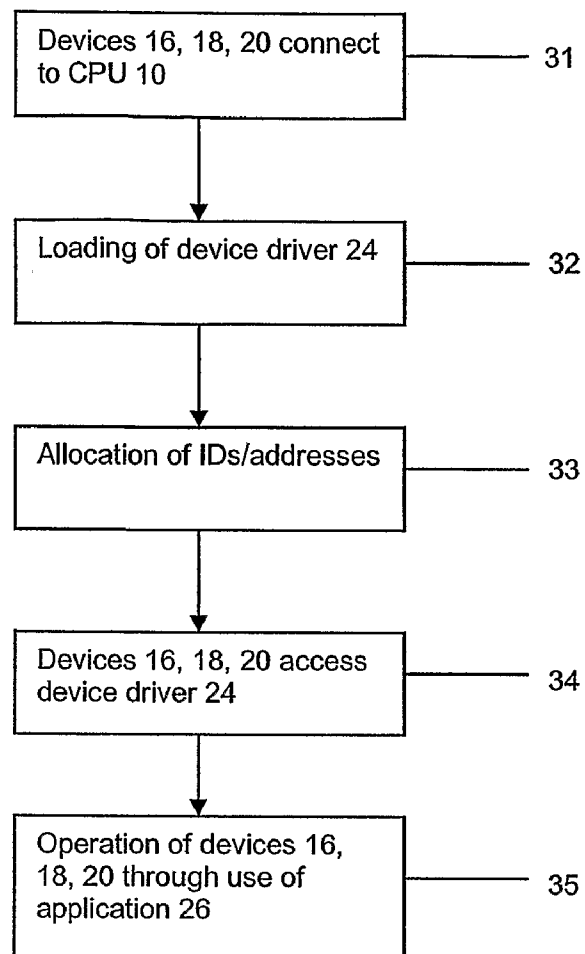 Devices 16, 18, 20 connect
to CPU 10
31
Loading of device driver 24
32
Allocation of IDs/addresses
33
Devices 16, 18, 20 access
device driver 24
34
Operation of devices 16,
18, 20 through use of
application 26
35